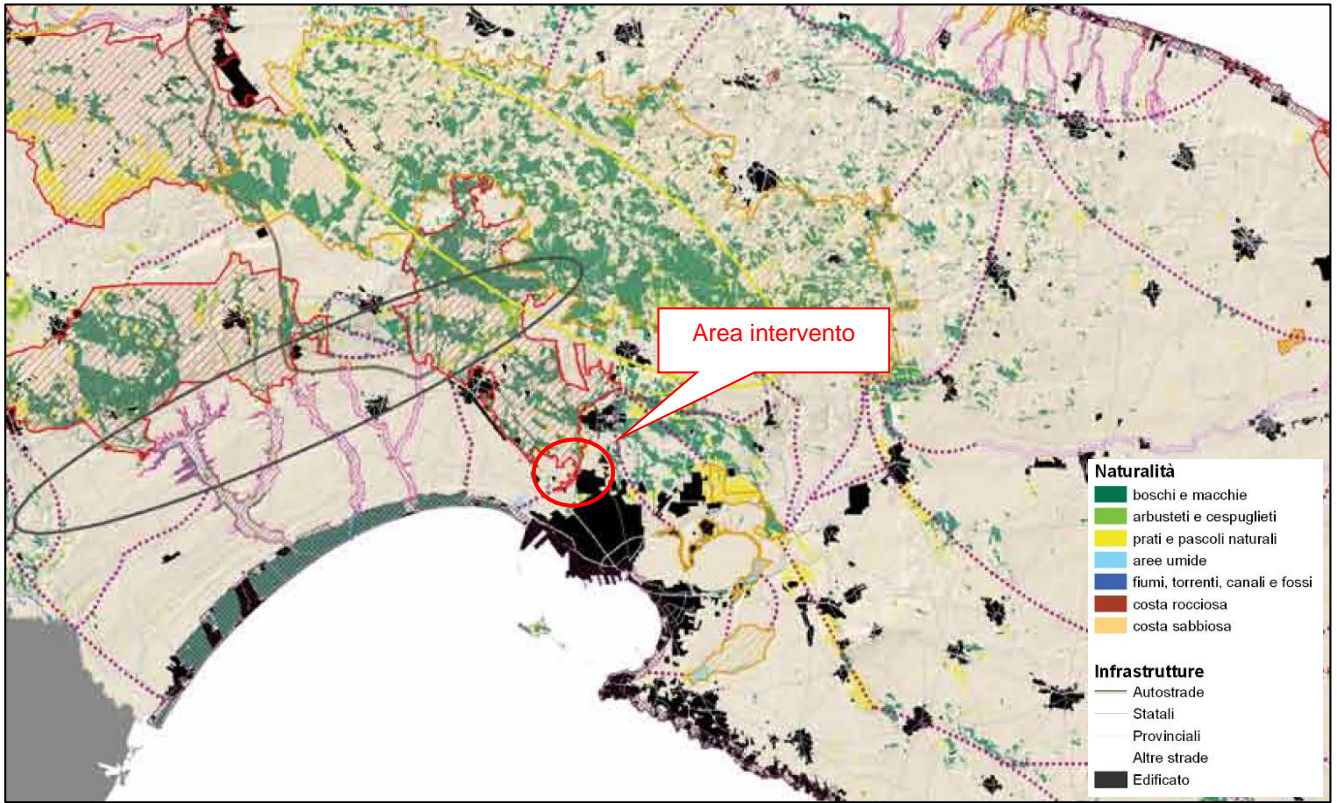 Area intervento
Naturalità
boschi e macchie
arbusteti e cespuglieti
prati e pascoli naturali
aree umide
fiumi, torrenti, canali e fossi
costa rocciosa
costa sabbiosa
Infrastrutture
Autostrade
Statali
Provinciali
Altre strade
Edificato